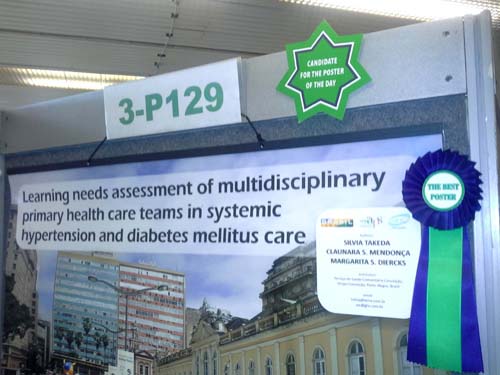 CANDIDATE
FOR THE POSTER
OF THE DAY
3-P129
Learning needs assessment of multidisciplinary
primary health care teams in systemic
hypertension and diabetes mellitus care
THE BEST
POSTER
SILVIA TAKEDA
CLAUNARA S. MENDONÇA
MARGARITA S. DIERCKS